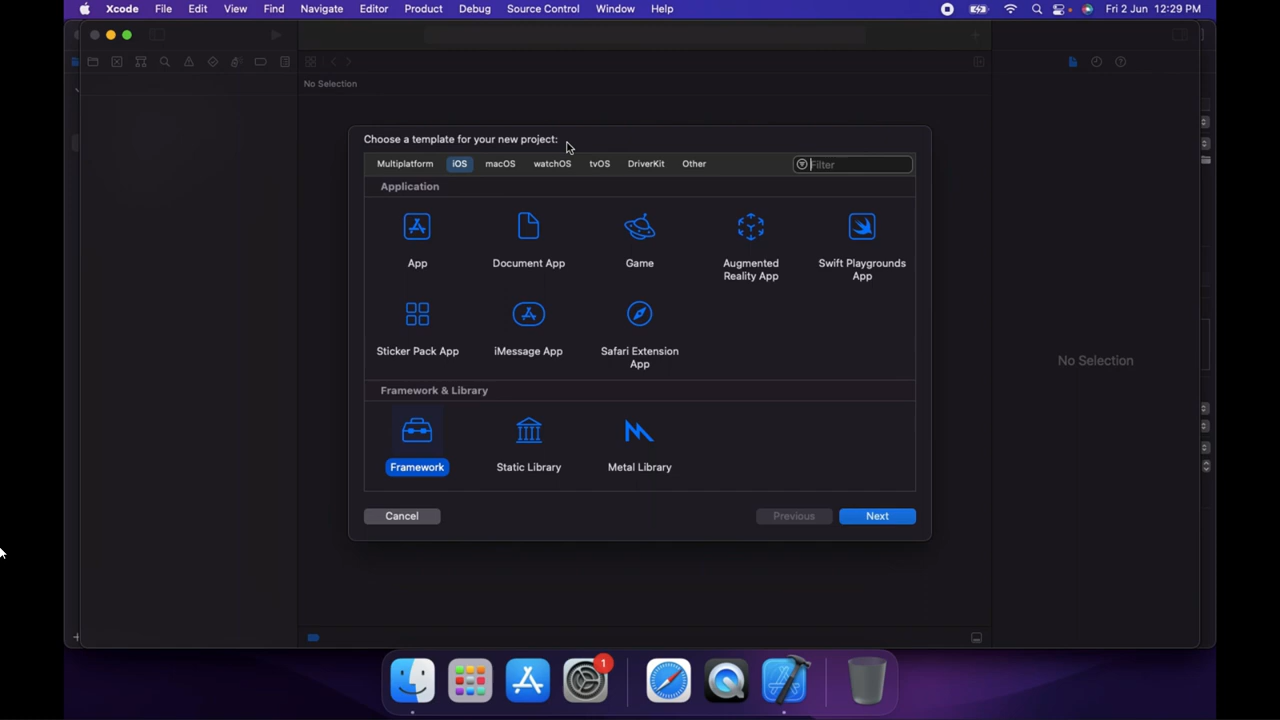 Xcode File Edit View Find Navigate Editor Product Debug Source Control Window Help Fri 2 Jun 12:29 PM
No Selection
Choose a template for your new project:
Multiplatform iOS macOS watchOS tvOS DriverKit Other Filter
Application
App Document App Game Augmented Reality App Swift Playgrounds App
Sticker Pack App iMessage App Safari Extension App
No Selection
Framework & Library
Framework Static Library Metal Library
Cancel Previous Next
1